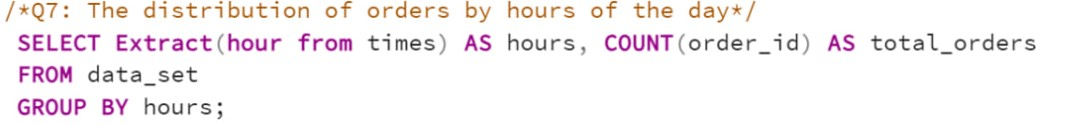 /*Q7: The distribution of orders by hours of the day*/
SELECT Extract(hour from times) AS hours, COUNT(order_id) AS total_orders
FROM data_set
GROUP BY hours;